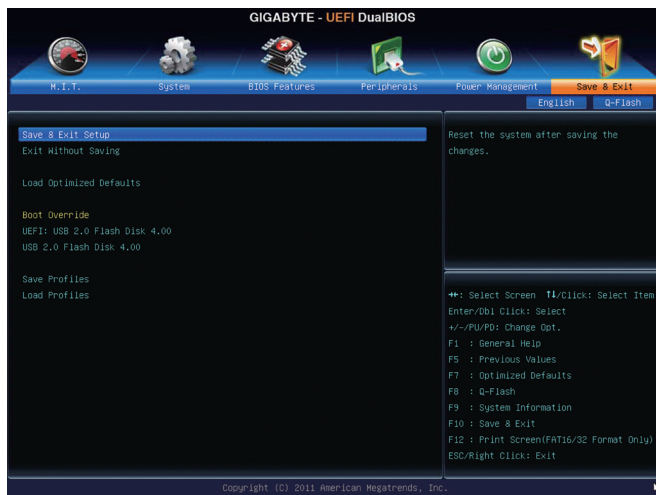 GIGABYTE - UEFI DualBIOS
M.I.T. System BIOS Features Peripherals Power Management Save & Exit
English Q-Flash
Save & Exit Setup
Exit Without Saving
Load Optimized Defaults
Boot Override
UEFI: USB 2.0 Flash Disk 4.00
USB 2.0 Flash Disk 4.00
Save Profiles
Load Profiles
Reset the system after saving the
changes.
→←: Select Screen ↑↓/Click: Select Item
Enter/Dbl Click: Select
+/-/PU/PD: Change Opt.
F1 : General Help
F5 : Previous Values
F7 : Optimized Defaults
F8 : Q-Flash
F9 : System Information
F10 : Save & Exit
F12 : Print Screen(FAT16/32 Format Only)
ESC/Right Click: Exit
Copyright (C) 2011 American Megatrends, Inc.